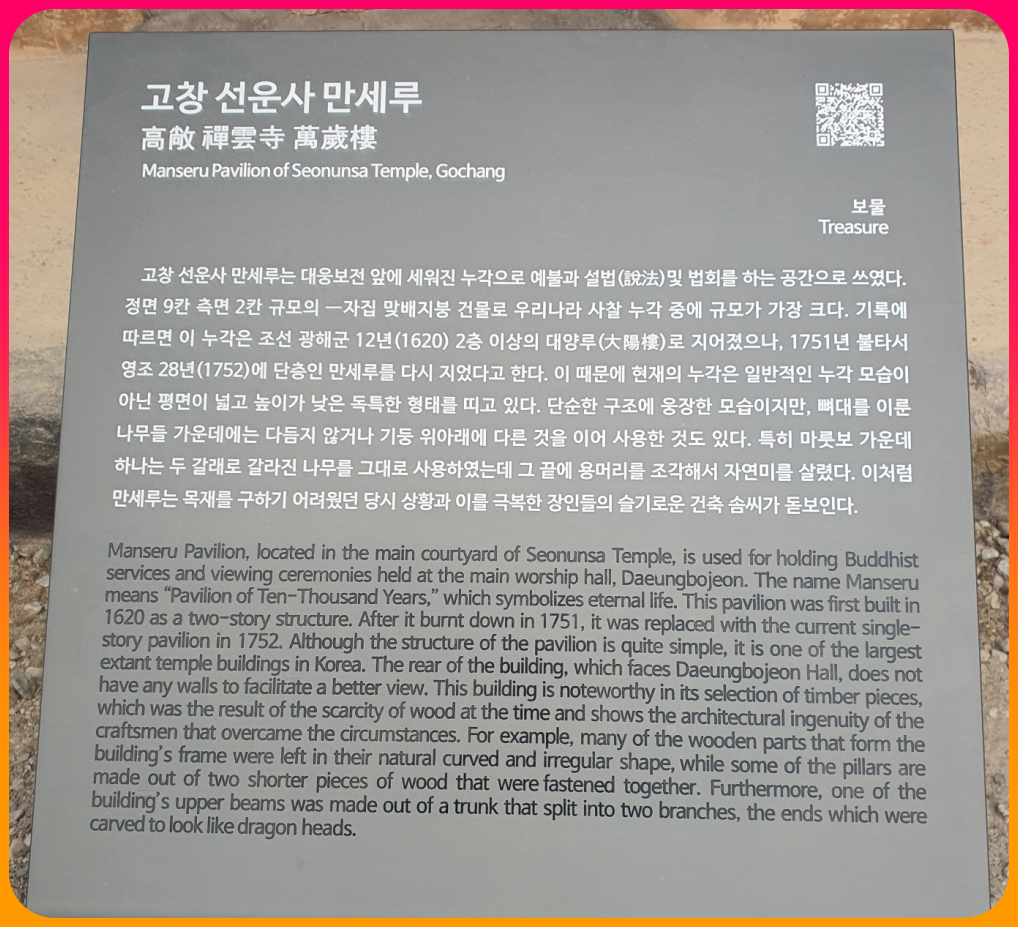 고창 선운사 만세루
高敞 禪雲寺 萬歲樓
Manseru Pavilion of Seonunsa Temple, Gochang
보물
Treasure
고창 선운사 만세루는 대웅보전 앞에 세워진 누각으로 예불과 설법(說法)및 법회를 하는 공간으로 쓰였다.
정면 9칸 측면 2칸 규모의 一자집 맞배지붕 건물로 우리나라 사찰 누각 중에 규모가 가장 크다. 기록에
따르면 이 누각은 조선 광해군 12년(1620) 2층 이상의 대양루(大陽樓)로 지어졌으나, 1751년 불타서
영조 28년(1752)에 단층인 만세루를 다시 지었다고 한다. 이 때문에 현재의 누각은 일반적인 누각 모습이
아닌 평면이 넓고 높이가 낮은 독특한 형태를 띠고 있다. 단순한 구조에 웅장한 모습이지만, 뼈대를 이룬
나무들 가운데에는 다듬지 않거나 기둥 위아래에 다른 것을 이어 사용한 것도 있다. 특히 마룻보 가운데
하나는 두 갈래로 갈라진 나무를 그대로 사용하였는데 그 끝에 용머리를 조각해서 자연미를 살렸다. 이처럼
만세루는 목재를 구하기 어려웠던 당시 상황과 이를 극복한 장인들의 슬기로운 건축 솜씨가 돋보인다.
Manseru Pavilion, located in the main courtyard of Seonunsa Temple, is used for holding Buddhist
services and viewing ceremonies held at the main worship hall, Daeungbojeon. The name Manseru
means “Pavilion of Ten-Thousand Years,” which symbolizes eternal life. This pavilion was first built in
1620 as a two-story structure. After it burnt down in 1751, it was replaced with the current single-
story pavilion in 1752. Although the structure of the pavilion is quite simple, it is one of the largest
extant temple buildings in Korea. The rear of the building, which faces Daeungbojeon Hall, does not
have any walls to facilitate a better view. This building is noteworthy in its selection of timber pieces,
which was the result of the scarcity of wood at the time and shows the architectural ingenuity of the
craftsmen that overcame the circumstances. For example, many of the wooden parts that form the
building’s frame were left in their natural curved and irregular shape, while some of the pillars are
made out of two shorter pieces of wood that were fastened together. Furthermore, one of the
building’s upper beams was made out of a trunk that split into two branches, the ends which were
carved to look like dragon heads.